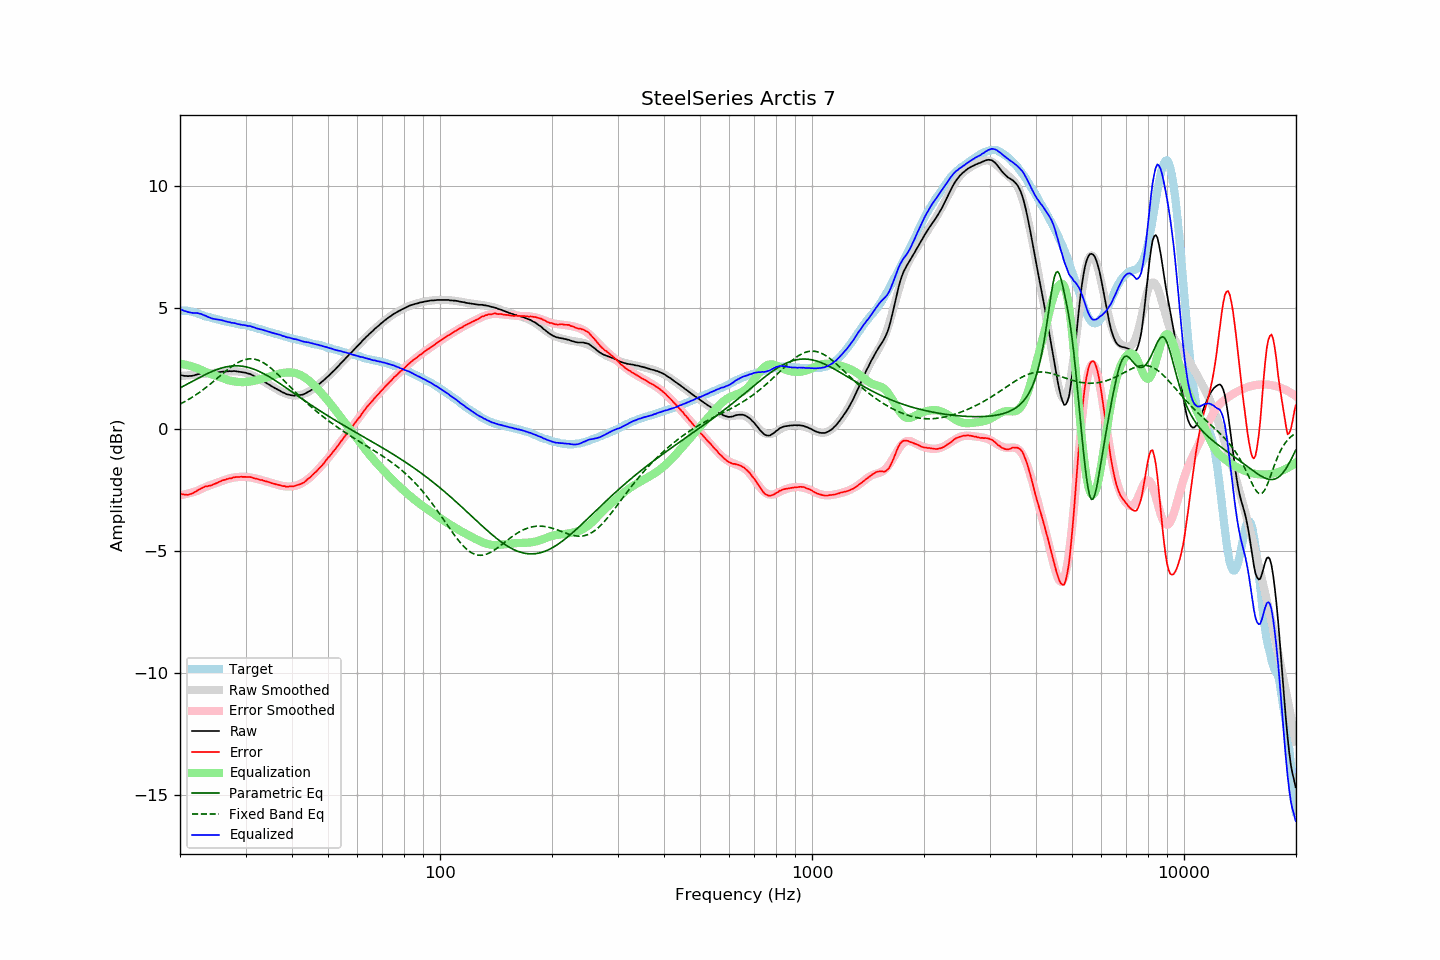 SteelSeries Arctis 7
Amplitude (dBr)
10
5
0
−5
−10
−15
Target
Raw Smoothed
Error Smoothed
Raw
Error
Equalization
Parametric Eq
Fixed Band Eq
Equalized
100
1000
10000
Frequency (Hz)